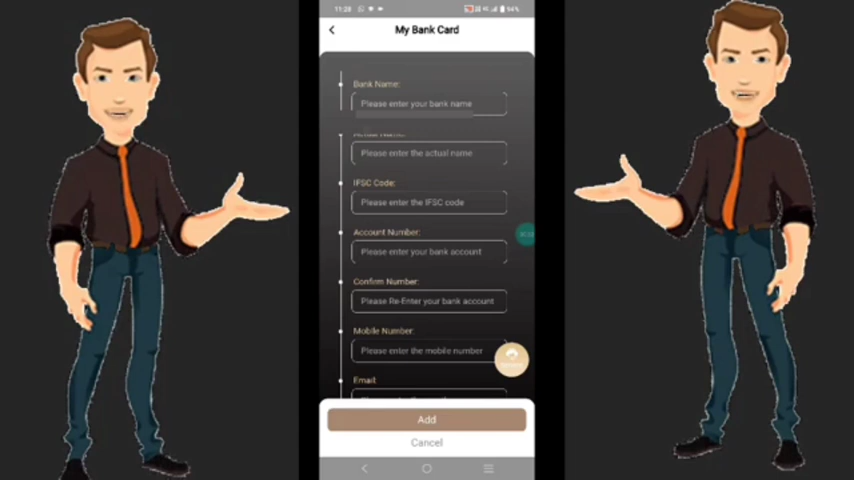 11:28
94%
My Bank Card
Bank Name:
Please enter your bank name
Please enter the actual name
IFSC Code:
Please enter the IFSC code
Account Number:
Please enter your bank account
Confirm Number:
Please Re-Enter your bank account
Mobile Number:
Please enter the mobile number
Email
Add
Cancel